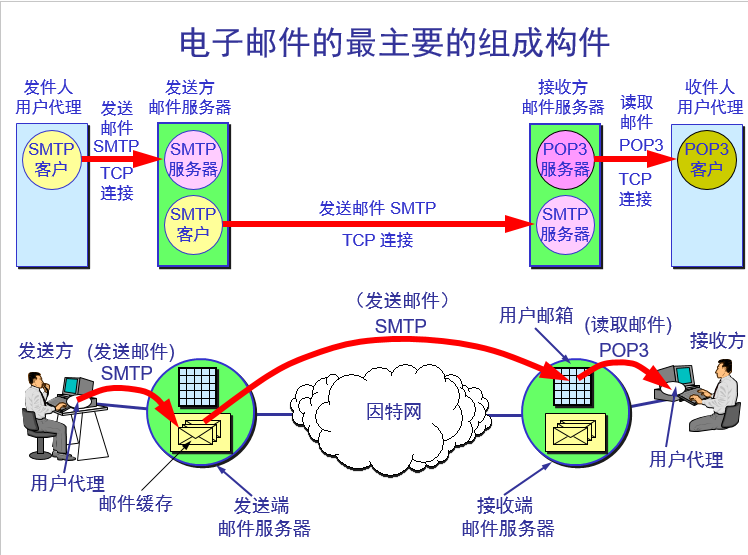 电子邮件的最主要的组成构件
发件人
用户代理
发送
邮件
SMTP
TCP
连接
发送方
邮件服务器
接收方
邮件服务器
读取
邮件
POP3
TCP
连接
收件人
用户代理
SMTP
客户
SMTP
服务器
SMTP
客户
发送邮件 SMTP
TCP 连接
POP3
服务器
SMTP
服务器
POP3
客户
（发送邮件）
SMTP
用户邮箱
(读取邮件)
POP3
接收方
发送方
(发送邮件)
SMTP
因特网
用户代理
邮件缓存
发送端
邮件服务器
接收端
邮件服务器
用户代理